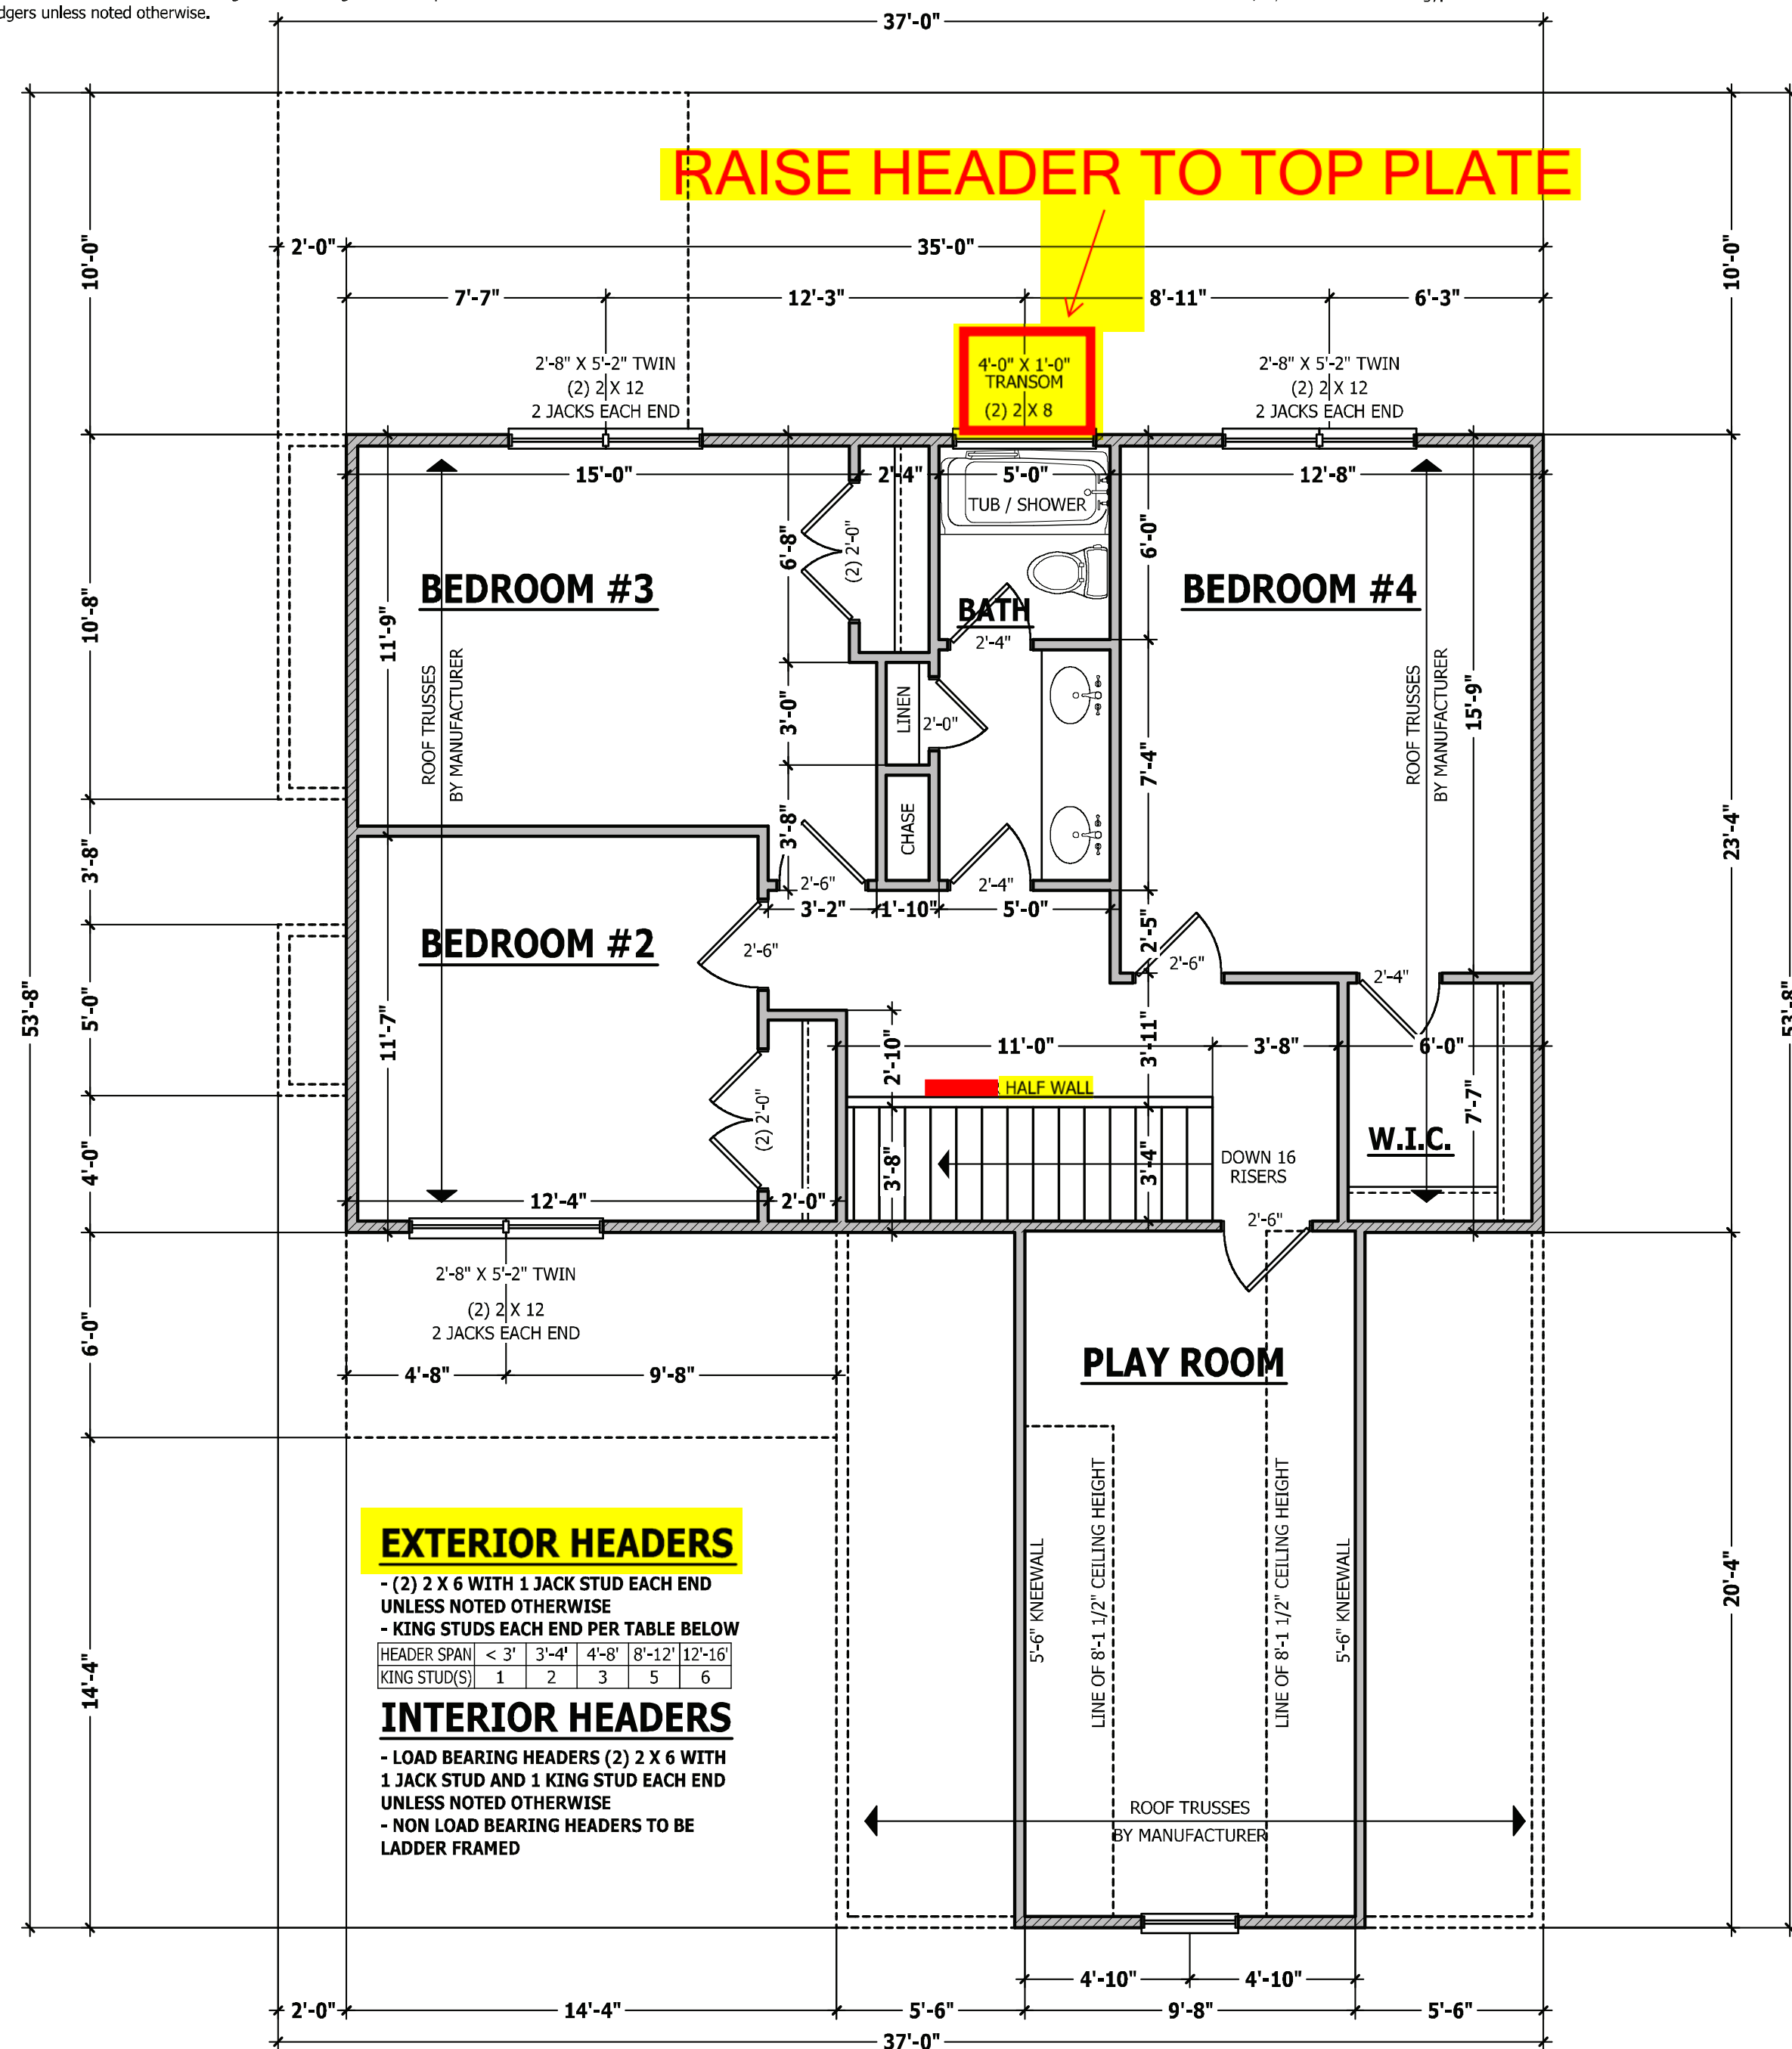 dgers unless noted otherwise.
37'-0"
RAISE HEADER TO TOP PLATE
2'-0"
35'-0"
7'-7"
12'-3"
8'-11"
6'-3"
10'-0"
10'-0"
2'-8" X 5'-2" TWIN
(2) 2 X 12
2 JACKS EACH END
4'-0" X 1'-0"
TRANSOM
(2) 2 X 8
2'-8" X 5'-2" TWIN
(2) 2 X 12
2 JACKS EACH END
15'-0"
2'-4"
5'-0"
12'-8"
TUB / SHOWER
6'-8"
(2) 2'-0"
6'-0"
BEDROOM #3
BATH
BEDROOM #4
2'-4"
10'-8"
11'-9"
ROOF TRUSSES
BY MANUFACTURER
3'-0"
LINEN
2'-0"
7'-4"
ROOF TRUSSES
BY MANUFACTURER
15'-9"
3'-8"
3'-8"
CHASE
23'-4"
2'-6"
2'-4"
3'-2"
1'-10"
5'-0"
BEDROOM #2
2'-6"
2'-5"
2'-6"
2'-4"
53'-8"
5'-0"
11'-7"
2'-10"
11'-0"
3'-11"
3'-8"
6'-0"
53'-8"
HALF WALL
(2) 2'-0"
7'-7"
4'-0"
3'-8"
3'-4"
DOWN 16
RISERS
W.I.C.
12'-4"
2'-0"
2'-6"
2'-8" X 5'-2" TWIN
(2) 2 X 12
2 JACKS EACH END
6'-0"
4'-8"
9'-8"
PLAY ROOM
EXTERIOR HEADERS
- (2) 2 X 6 WITH 1 JACK STUD EACH END
UNLESS NOTED OTHERWISE
- KING STUDS EACH END PER TABLE BELOW
HEADER SPAN < 3' 3'-4' 4'-8' 8'-12' 12'-16'
KING STUD(S) 1 2 3 5 6
INTERIOR HEADERS
- LOAD BEARING HEADERS (2) 2 X 6 WITH
1 JACK STUD AND 1 KING STUD EACH END
UNLESS NOTED OTHERWISE
- NON LOAD BEARING HEADERS TO BE
LADDER FRAMED
14'-4"
5'-6" KNEEWALL
LINE OF 8'-1 1/2" CEILING HEIGHT
LINE OF 8'-1 1/2" CEILING HEIGHT
5'-6" KNEEWALL
20'-4"
ROOF TRUSSES
BY MANUFACTURER
4'-10"
4'-10"
2'-0"
14'-4"
5'-6"
9'-8"
5'-6"
37'-0"